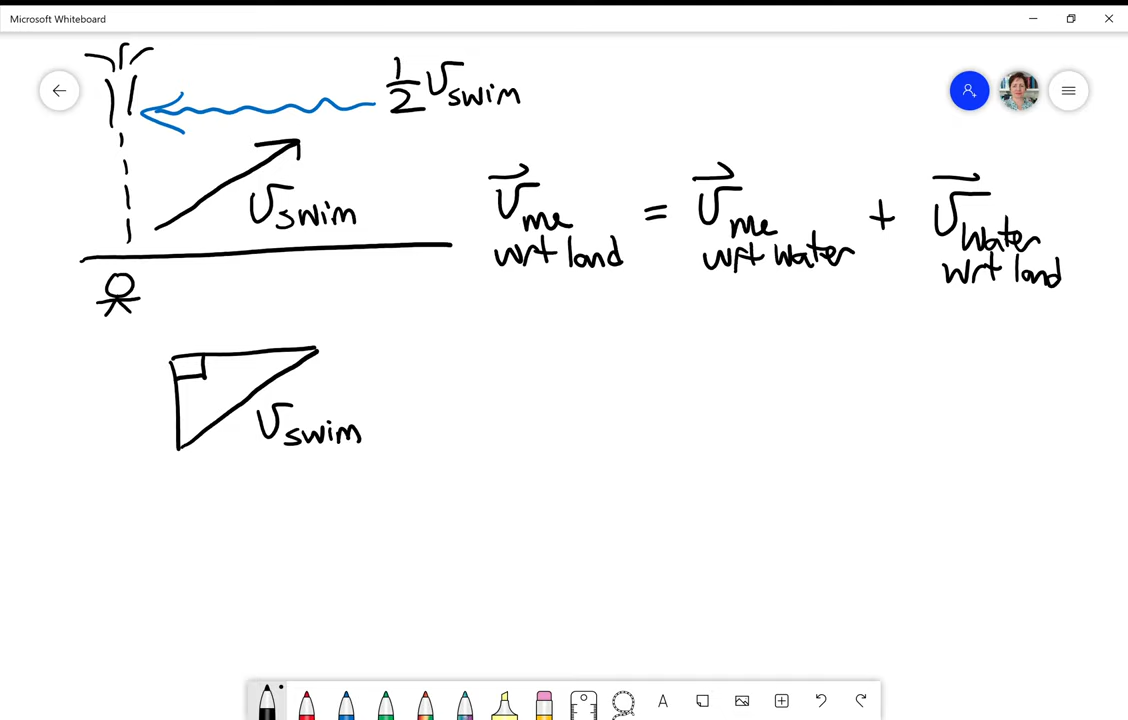 Microsoft Whiteboard
1/2 v swim
v swim
v⃗ me wrt land = v⃗ me wrt water + v⃗ water wrt land
v swim
A